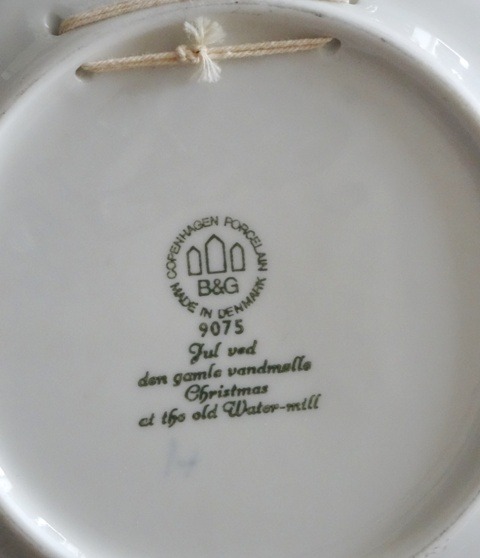 COPENHAGEN PORCELAIN
B&G
MADE IN DENMARK
9075
Jul ved
den gamle vandmølle
Christmas
at the old Water-mill